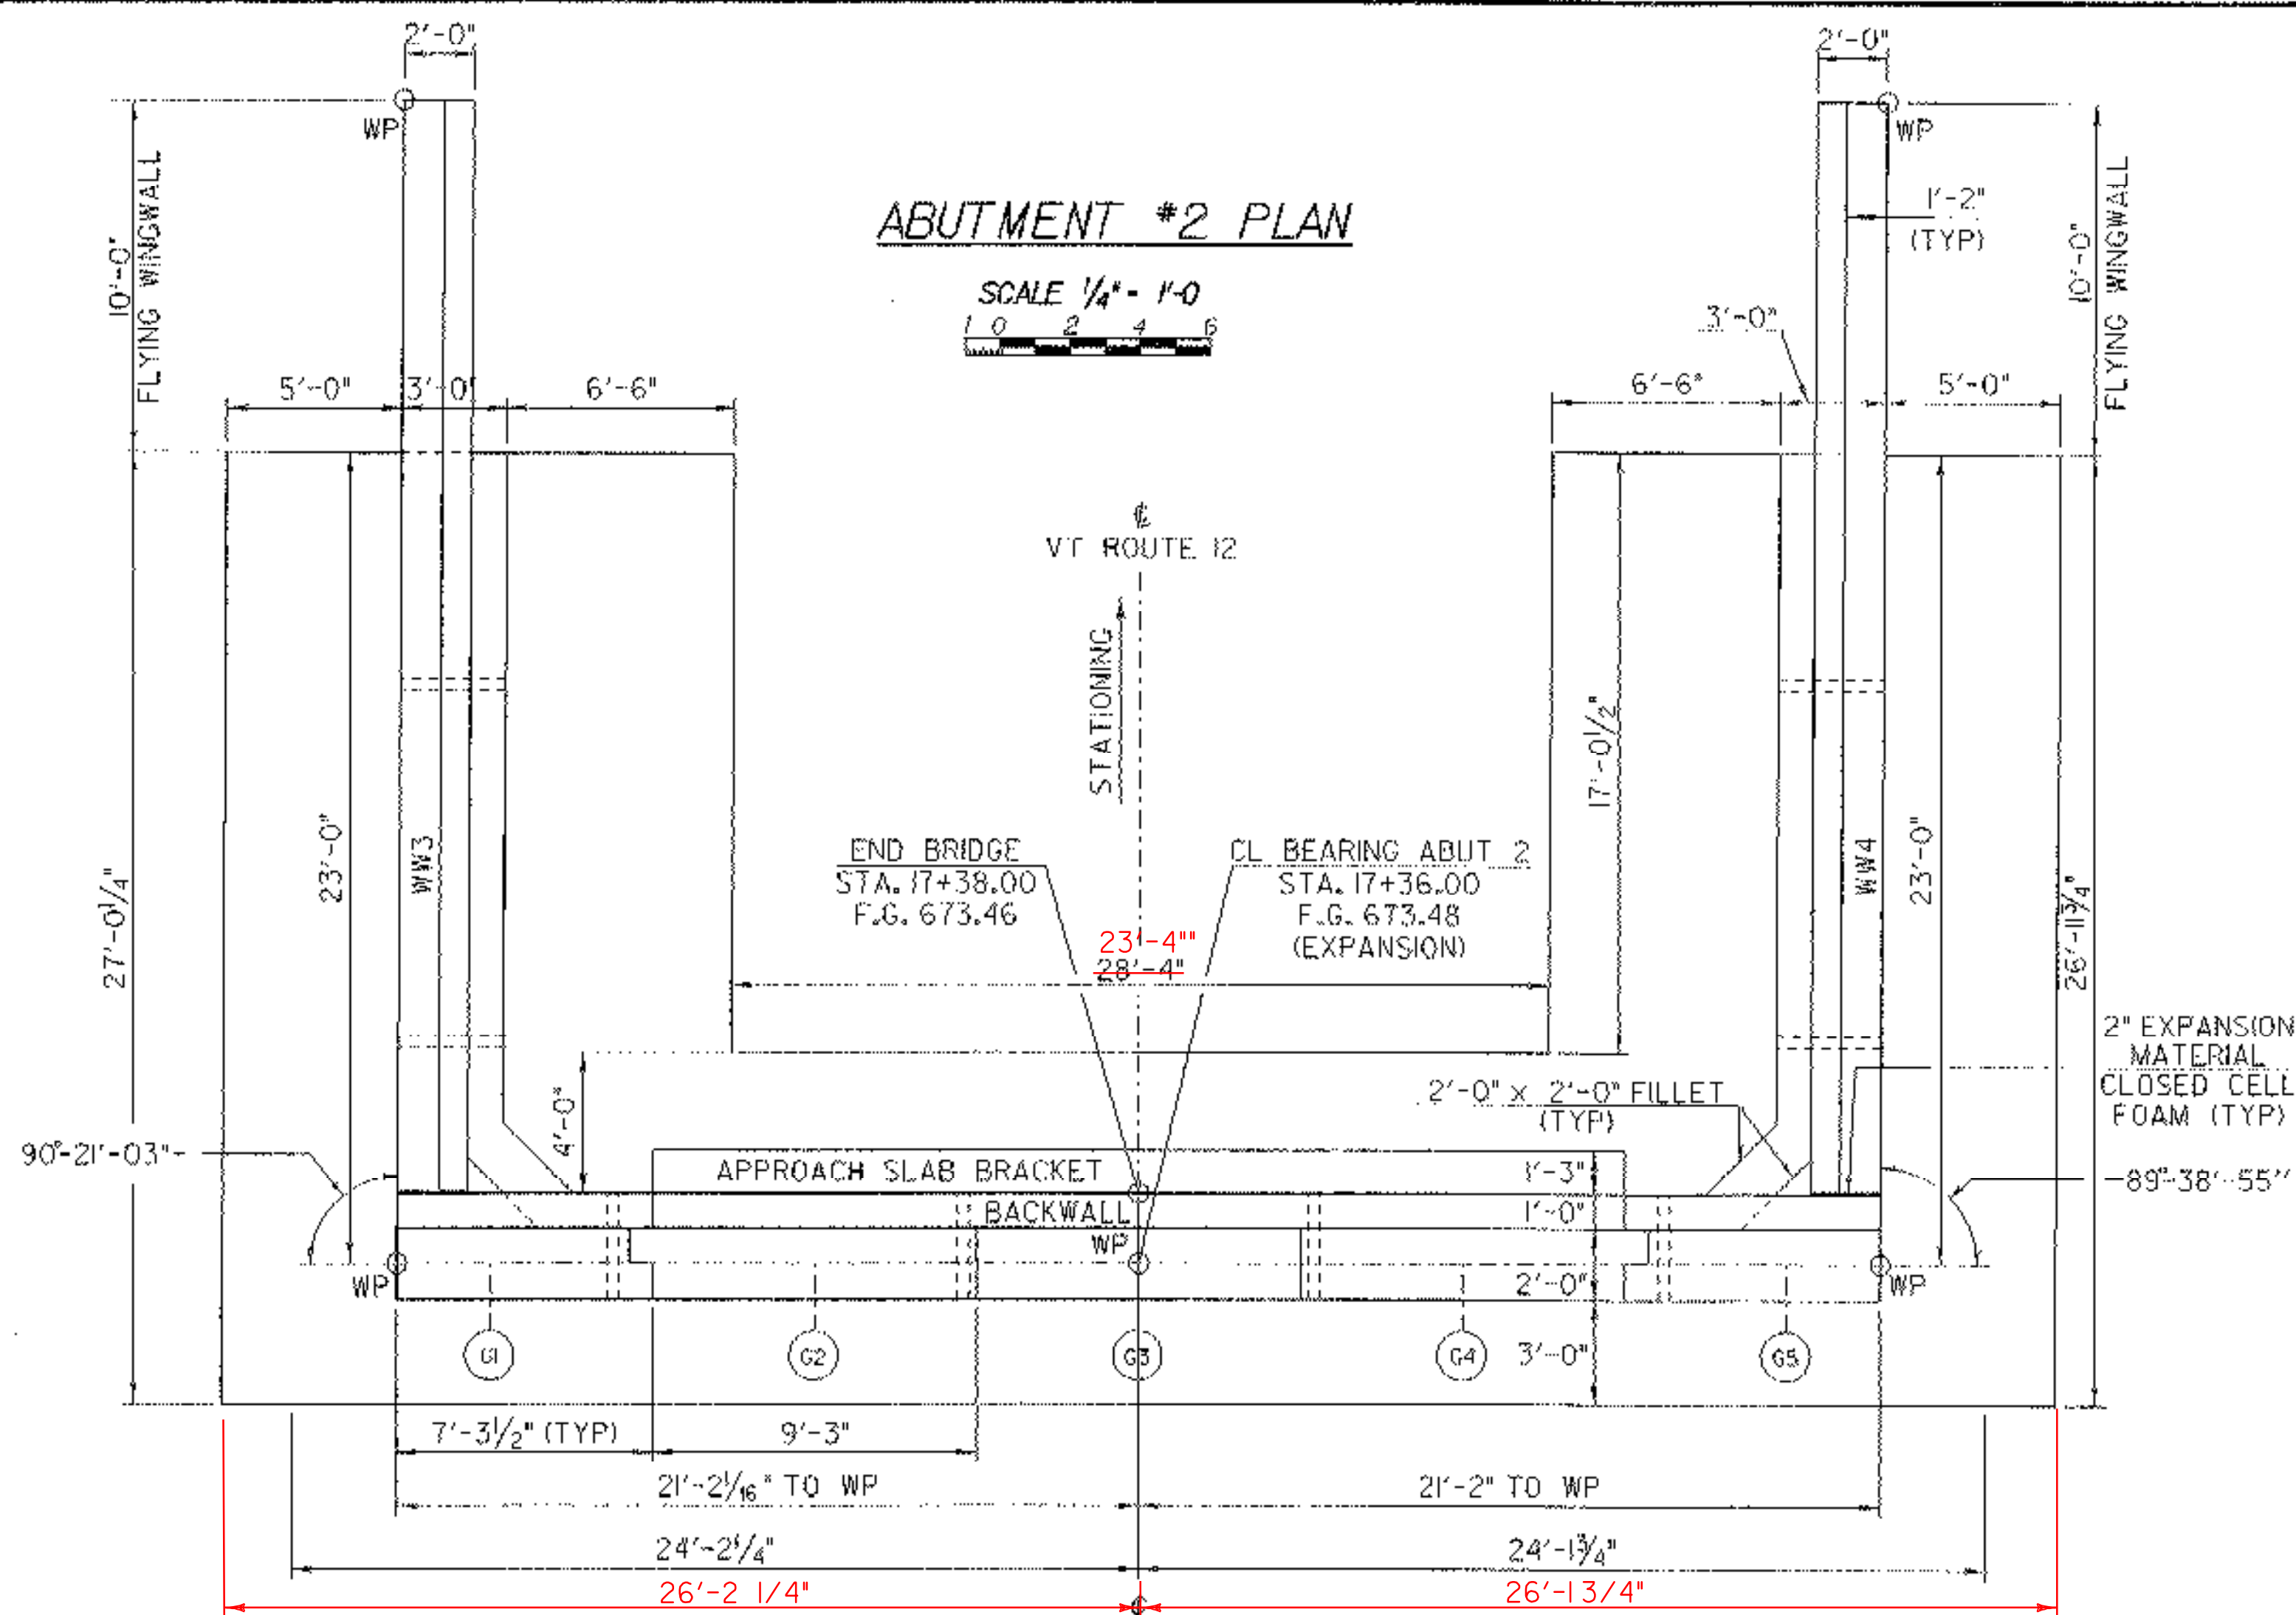 2'-0"
2'-0"
WP
WP
10'-0"
FLYING WINGWALL
ABUTMENT #2 PLAN
SCALE 1/4" - 1'-0
1 0 2 4 6
1'-2"
(TYP)
10'-0"
FLYING WINGWALL
3'-0"
5'-0"
3'-0"
6'-6"
6'-6"
5'-0"
℄
VT ROUTE 12
STATIONING
17'-0 1/2"
23'-0"
WW3
27'-0 1/4"
END BRIDGE
STA. 17+38.00
F.G. 673.46
CL BEARING ABUT 2
STA. 17+36.00
F.G. 673.48
(EXPANSION)
23'-4""
28'-4"
WW4
23'-0"
26'-11 3/4"
2" EXPANSION
MATERIAL
CLOSED CELL
FOAM (TYP)
2'-0" x 2'-0" FILLET
(TYP)
4'-0"
90°-21'-03"
APPROACH SLAB BRACKET
1'-3"
89°-38'-55"
BACKWALL
1'-0"
WP
WP
2'-0"
WP
G1
G2
G3
G4
3'-0"
G5
7'-3 1/2" (TYP)
9'-3"
21'-2 1/16" TO WP
21'-2" TO WP
24'-2 1/4"
24'-1 3/4"
26'-2 1/4"
26'-1 3/4"
℄